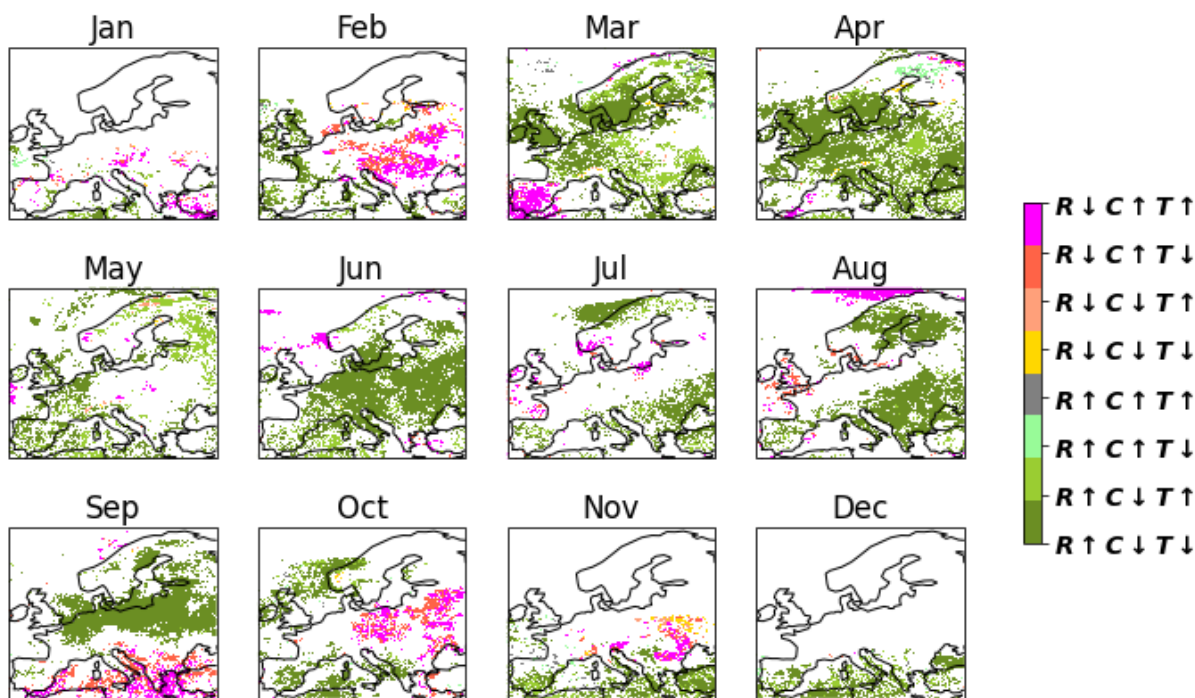 Jan
Feb
Mar
Apr
May
Jun
Jul
Aug
Sep
Oct
Nov
Dec
R ↓ C ↑ T ↑
R ↓ C ↑ T ↓
R ↓ C ↓ T ↑
R ↓ C ↓ T ↓
R ↑ C ↑ T ↑
R ↑ C ↑ T ↓
R ↑ C ↓ T ↑
R ↑ C ↓ T ↓